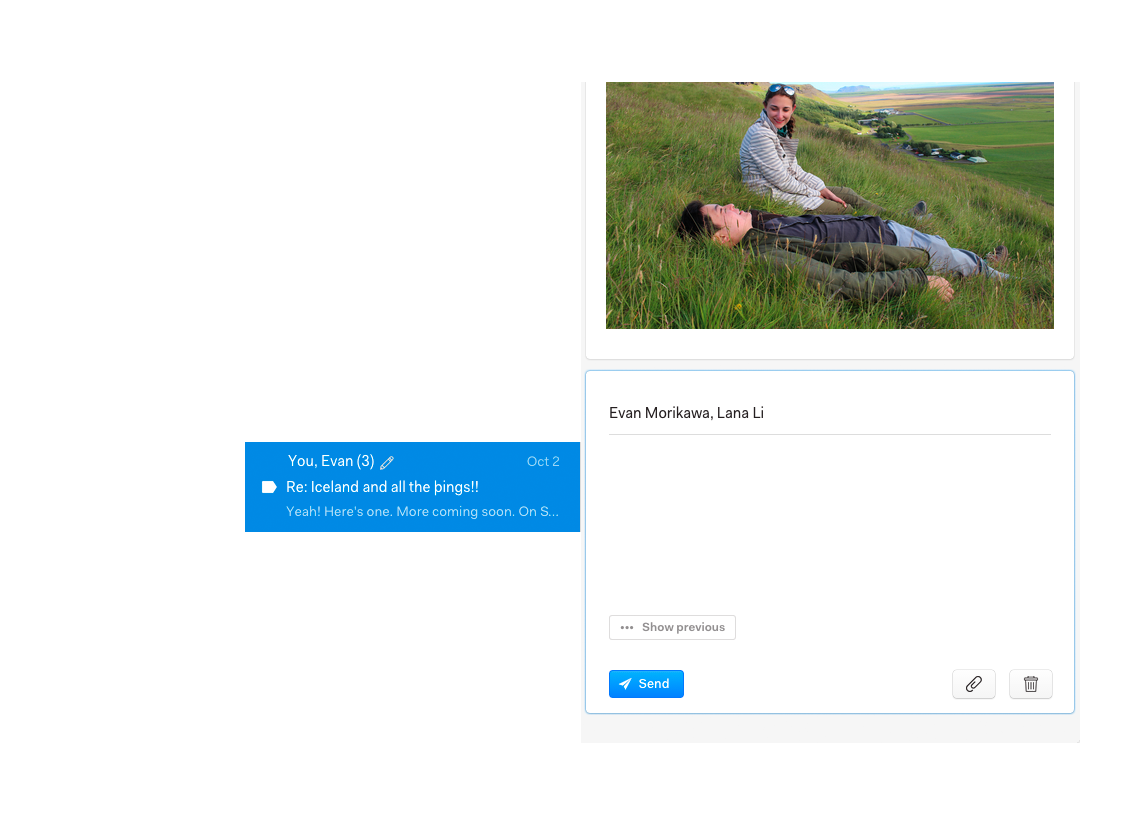 You, Evan (3)
Oct 2
Re: Iceland and all the þings!!
Yeah! Here's one. More coming soon. On S...
Evan Morikawa, Lana Li
••• Show previous
Send